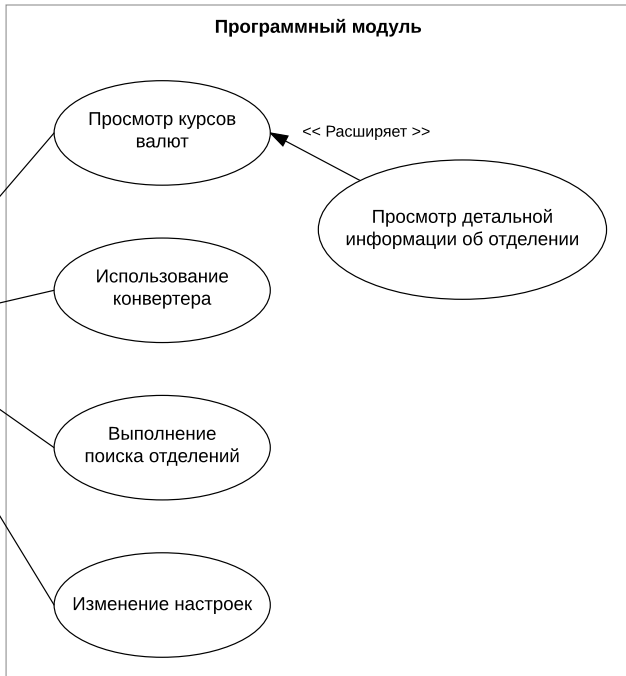 Программный модуль
Просмотр курсов
валют
<< Расширяет >>
Просмотр детальной
информации об отделении
Использование
конвертера
Выполнение
поиска отделений
Изменение настроек